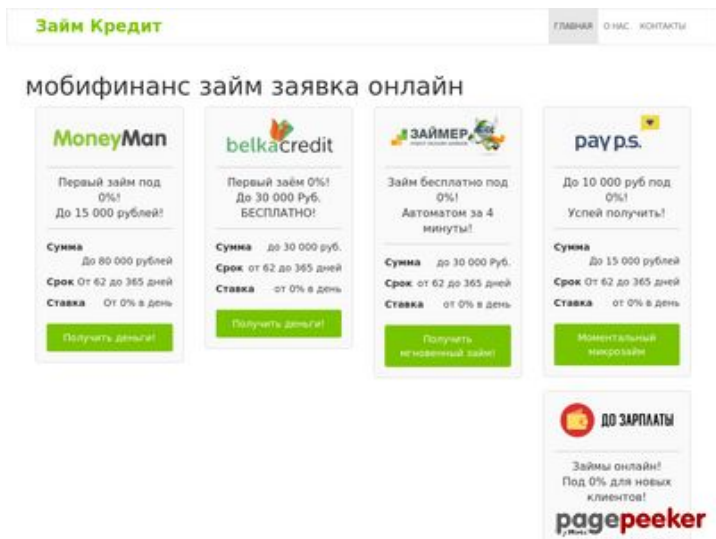 Займ Кредит
ГЛАВНАЯ О НАС. КОНТАКТЫ
мобифинанс займ заявка онлайн
MoneyMan
Первый займ под
0%!
До 15 000 рублей!
Сумма
До 80 000 рублей
Срок От 62 до 365 дней
Ставка От 0% в день
Получить деньги!
belkacredit
Первый заём 0%!
До 30 000 Руб.
БЕСПЛАТНО!
Сумма до 30 000 руб.
Срок от 62 до 365 дней
Ставка от 0% в день
Получить деньги!
ЗАЙМЕР
Займ бесплатно под
0%!
Автоматом за 4
минуты!
Сумма до 30 000 Руб.
Срок от 62 до 365 дней
Ставка от 0% в день
Получить
мгновенный займ!
pay p.s.
До 10 000 руб под
0%!
Успей получить!
Сумма
До 15 000 рублей
Срок От 62 до 365 дней
Ставка от 0% в день
Моментальный
микрозайм
ДО ЗАРПЛАТЫ
Займы онлайн!
Под 0% для новых
клиентов!
pagepeeker